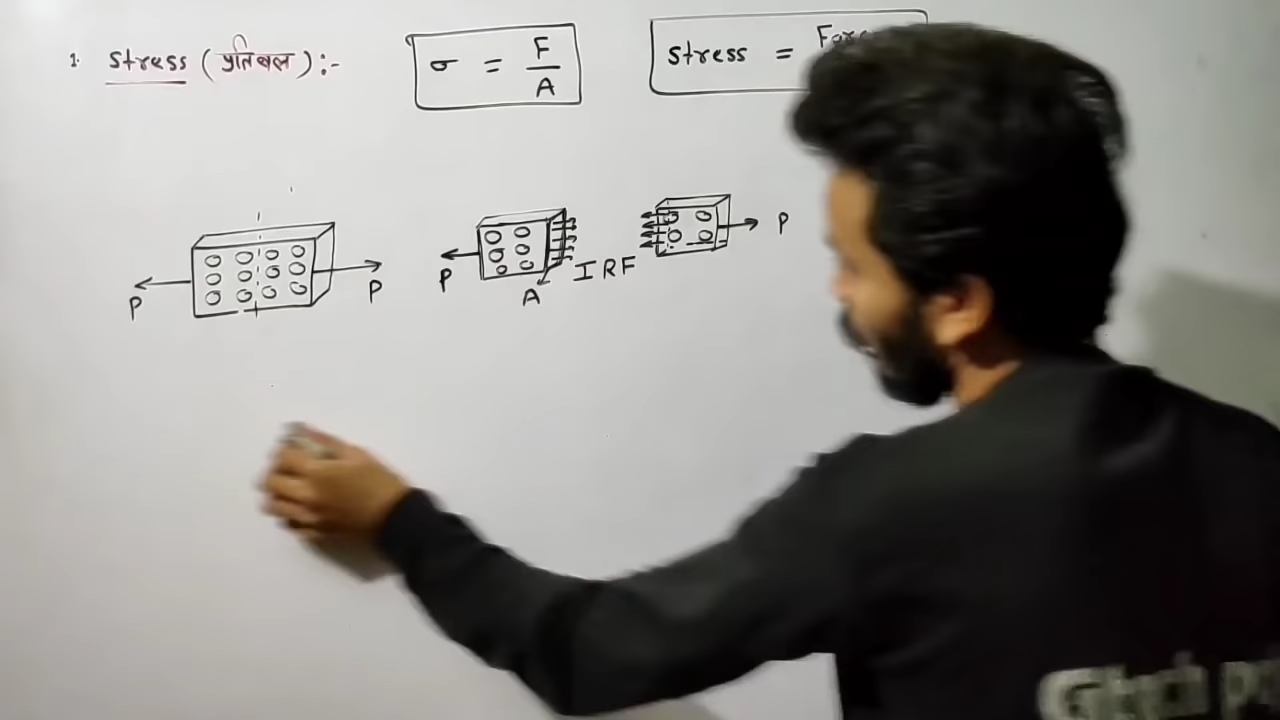 1. Stress (प्रतिबल) :-
σ = F / A
Stress =
P
P
P
A
IRF
P